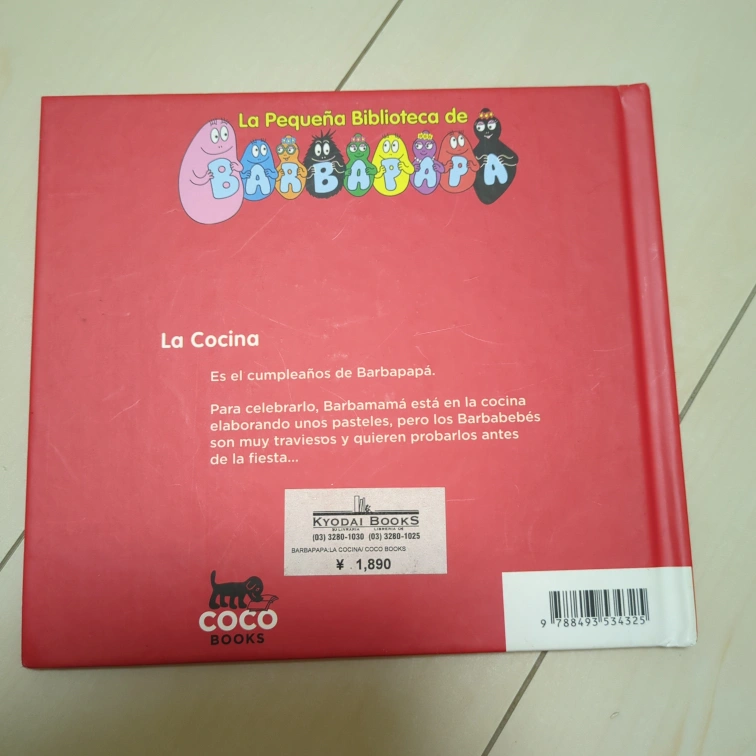 La Pequeña Biblioteca de
BARBAPAPA
La Cocina
Es el cumpleaños de Barbapapá.
Para celebrarlo, Barbamamá está en la cocina
elaborando unos pasteles, pero los Barbabebés
son muy traviesos y quieren probarlos antes
de la fiesta...
KYODAI BOOKS
(03) 3280-1030 (03) 3280-1025
BARBAPAPA:LA COCINA/ COCO BOOKS
¥ 1,890
COCO
BOOKS
9 788493 534325